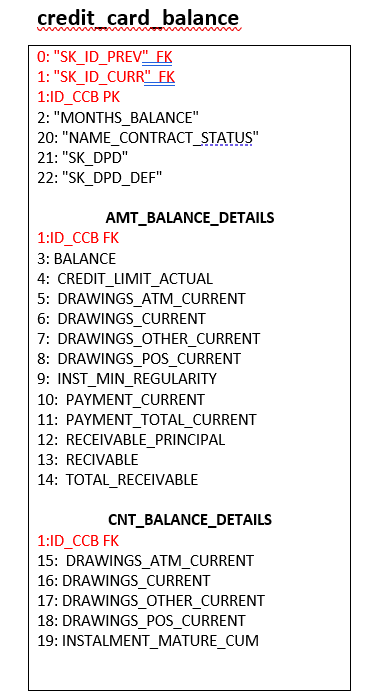 credit_card_balance
0: "SK_ID_PREV"  FK
1: "SK_ID_CURR"  FK
1:ID_CCB PK
2: "MONTHS_BALANCE"
20: "NAME_CONTRACT_STATUS"
21: "SK_DPD"
22: "SK_DPD_DEF"
AMT_BALANCE_DETAILS
1:ID_CCB FK
3: BALANCE
4:  CREDIT_LIMIT_ACTUAL
5:  DRAWINGS_ATM_CURRENT
6:  DRAWINGS_CURRENT
7:  DRAWINGS_OTHER_CURRENT
8:  DRAWINGS_POS_CURRENT
9:  INST_MIN_REGULARITY
10:  PAYMENT_CURRENT
11:  PAYMENT_TOTAL_CURRENT
12:  RECEIVABLE_PRINCIPAL
13:  RECIVABLE
14:  TOTAL_RECEIVABLE
CNT_BALANCE_DETAILS
1:ID_CCB FK
15:  DRAWINGS_ATM_CURRENT
16: DRAWINGS_CURRENT
17: DRAWINGS_OTHER_CURRENT
18: DRAWINGS_POS_CURRENT
19: INSTALMENT_MATURE_CUM